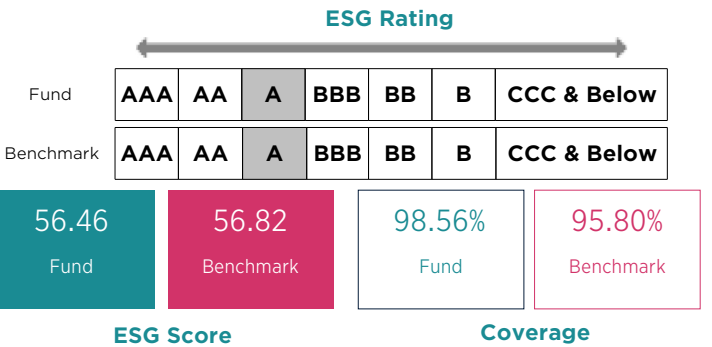 ESG Rating
Fund AAA AA A BBB BB B CCC & Below
Benchmark AAA AA A BBB BB B CCC & Below
56.46 56.82 98.56% 95.80%
Fund Benchmark Fund Benchmark
ESG Score Coverage